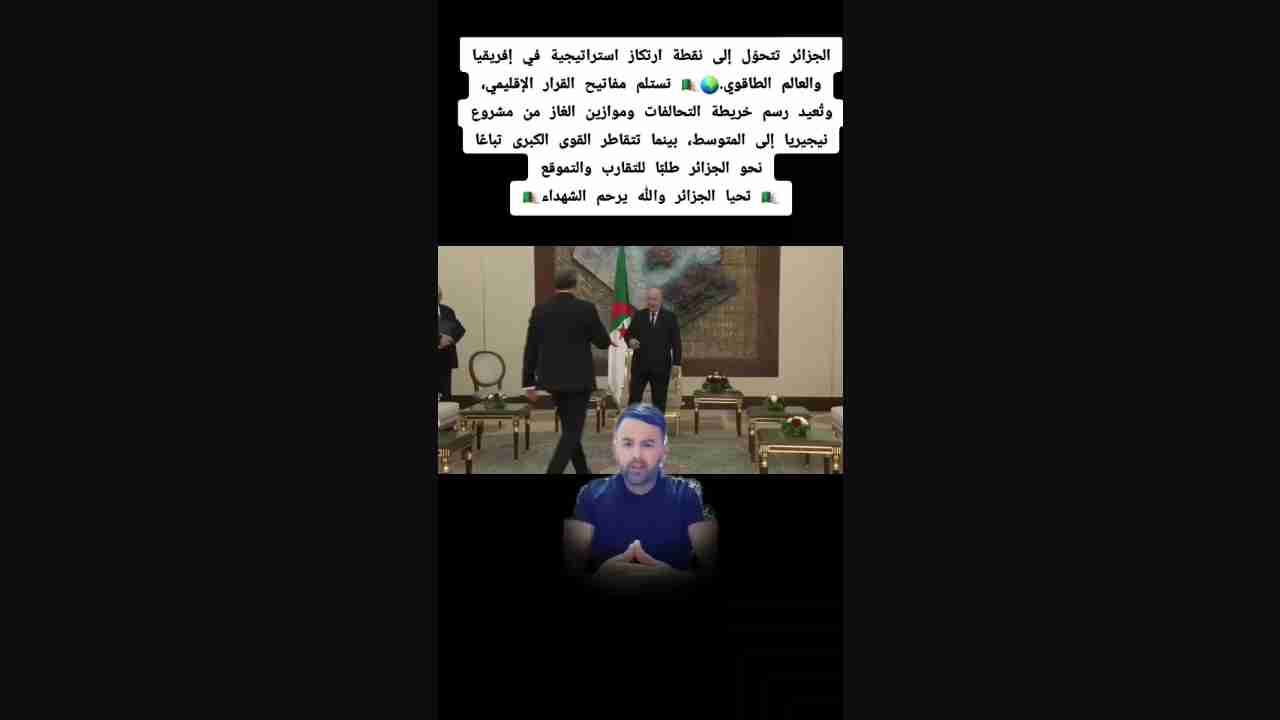 الجزائر تتحوّل إلى نقطة ارتكاز استراتيجية في إفريقيا
والعالم الطاقوي.🌍🇩🇿 تستلم مفاتيح القرار الإقليمي،
وتُعيد رسم خريطة التحالفات وموازين الغاز من مشروع
نيجيريا إلى المتوسط، بينما تتقاطر القوى الكبرى تباعًا
نحو الجزائر طلبًا للتقارب والتموقع
🇩🇿 تحيا الجزائر والله يرحم الشهداء🇩🇿